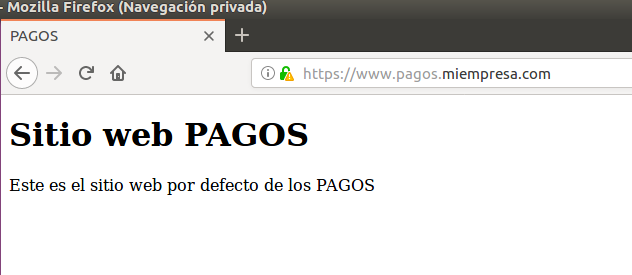 - Mozilla Firefox (Navegación privada)
PAGOS
https://www.pagos.miempresa.com
Sitio web PAGOS
Este es el sitio web por defecto de los PAGOS